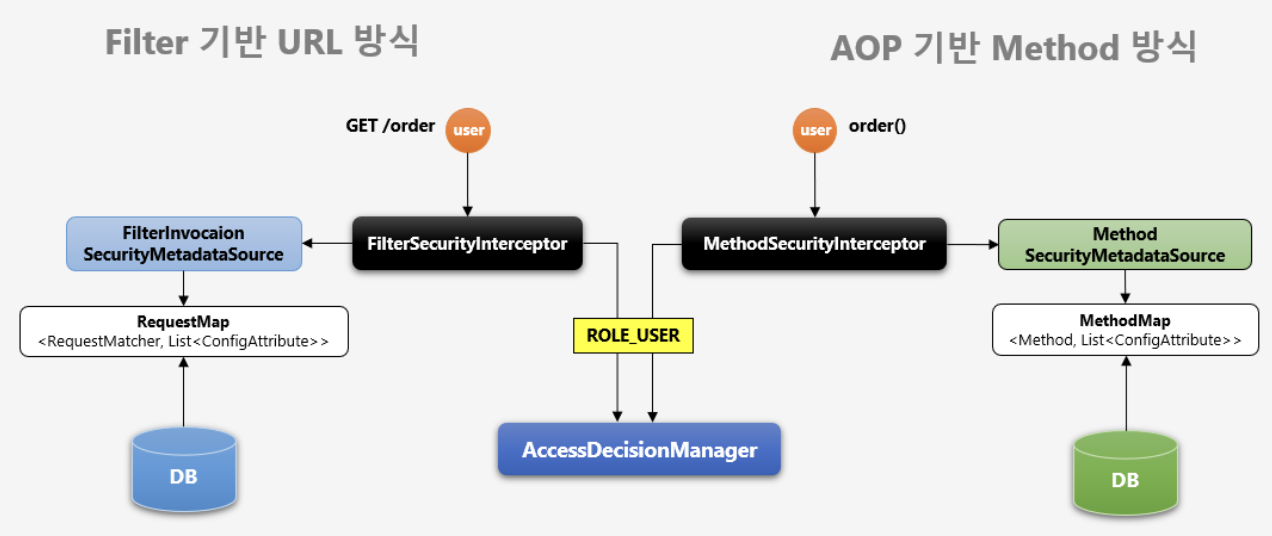 Filter 기반 URL 방식
AOP 기반 Method 방식
GET /order
user
user
order()
FilterInvocaion
SecurityMetadataSource
FilterSecurityInterceptor
MethodSecurityInterceptor
Method
SecurityMetadataSource
RequestMap
<RequestMatcher, List<ConfigAttribute>>
ROLE_USER
MethodMap
<Method, List<ConfigAttribute>>
AccessDecisionManager
DB
DB